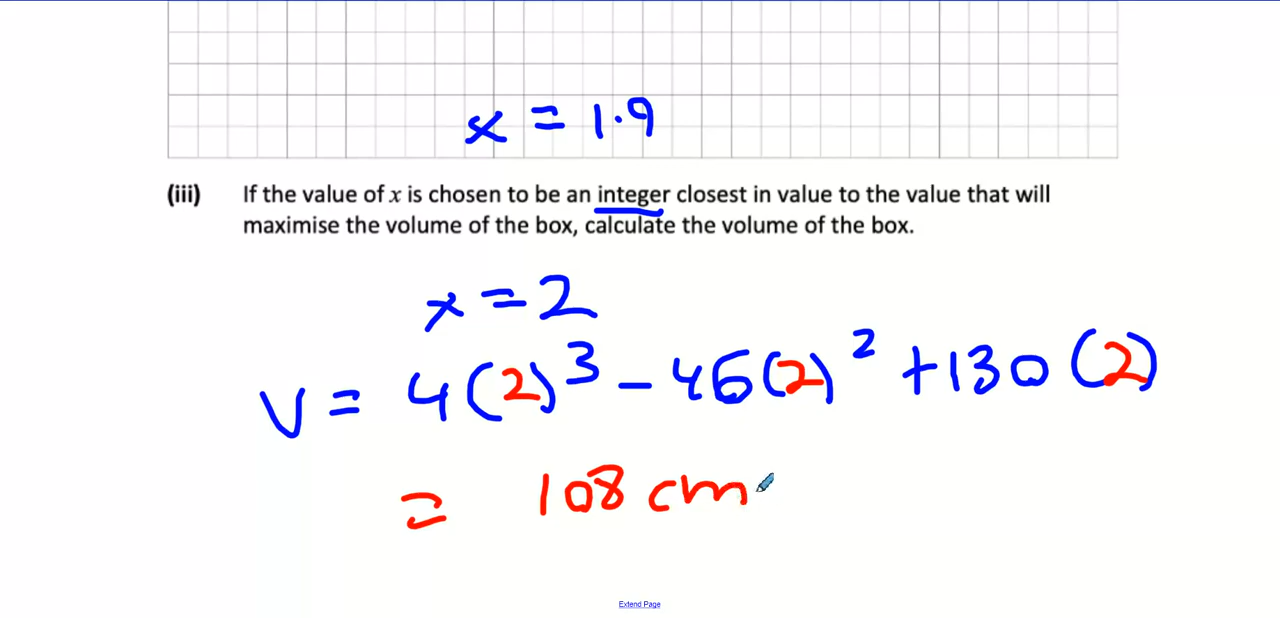 x = 1.9
(iii) If the value of x is chosen to be an integer closest in value to the value that will
maximise the volume of the box, calculate the volume of the box.
x = 2
V = 4(2)³ - 46(2)² + 130(2)
= 108 cm
Extend Page